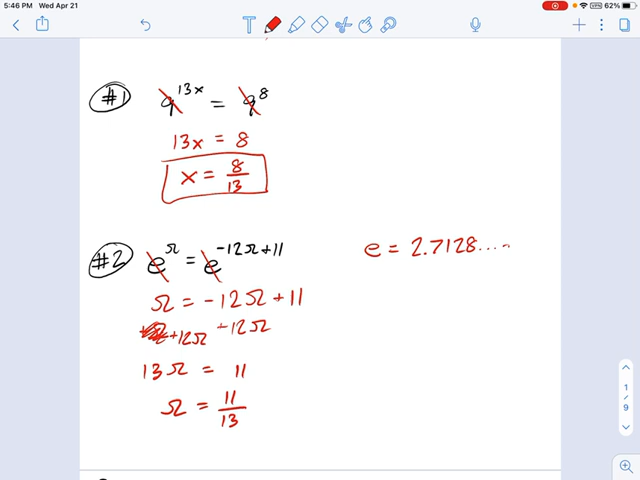 5:46 PM Wed Apr 21
VPN 62%
T
#1 9^13x = 9^8
13x = 8
x = 8/13
#2 e^Ω = e^-12Ω+11
e = 2.7128.....
Ω = -12Ω + 11
+12Ω +12Ω
13Ω = 11
Ω = 11/13
1
/
9